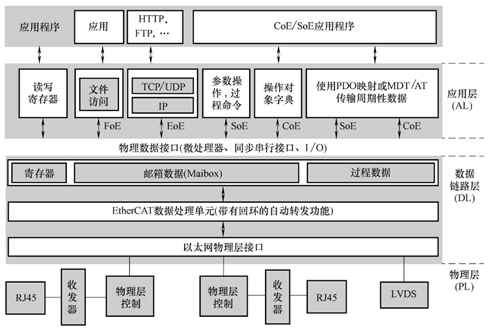 应用程序
应用
HTTP,
FTP, …
CoE/SoE应用程序
读写
寄存器
文件
访问
TCP/UDP
IP
参数操
作，过
程命令
操作对
象字典
使用PDO映射或MDT/AT
传输周期性数据
应用层
(AL)
FoE
EoE
SoE
CoE
SoE
CoE
物理数据接口(微处理器、同步串行接口、I/O)
寄存器
邮箱数据(Maibox)
过程数据
数据
链路层
(DL)
EtherCAT数据处理单元(带有回环的自动转发功能)
以太网物理层接口
物理层
(PL)
RJ45
收发器
物理层
控制
物理层
控制
收发器
RJ45
LVDS